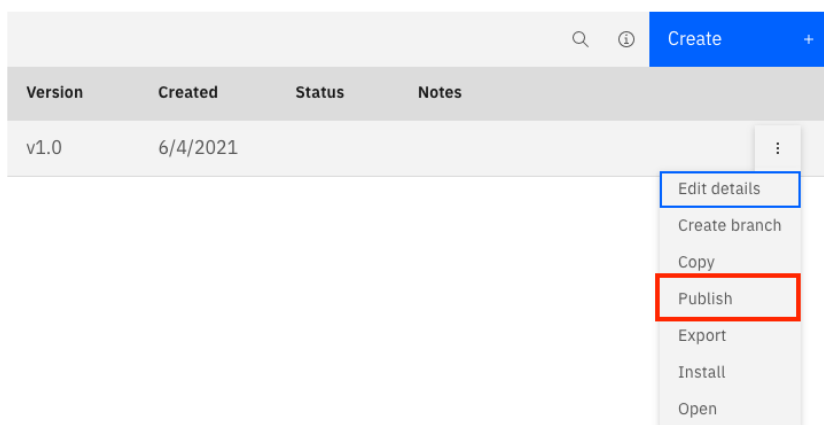 Create +
Version Created Status Notes
v1.0 6/4/2021
Edit details
Create branch
Copy
Publish
Export
Install
Open